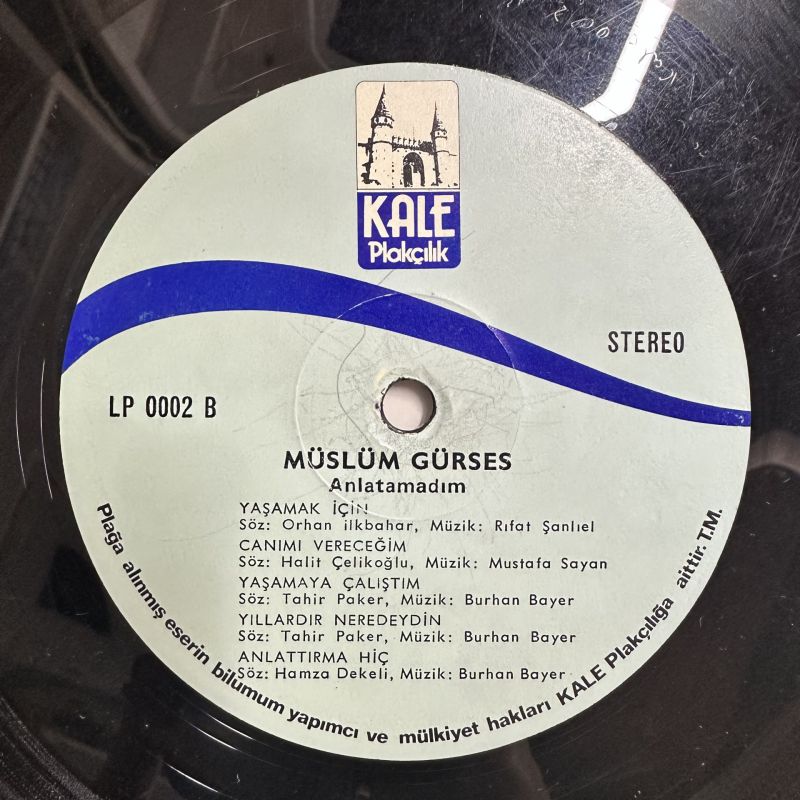 KALE
Plakçılık
STEREO
LP 0002 B
MÜSLÜM GÜRSES
Anlatamadım
YAŞAMAK İÇİN
Söz: Orhan ilkbahar, Müzik: Rıfat Şanlıel
CANIMI VERECEĞİM
Söz: Halit Çelikoğlu, Müzik: Mustafa Sayan
YAŞAMAYA ÇALIŞTIM
Söz: Tahir Paker, Müzik: Burhan Bayer
YILLARDIR NEREDEYDİN
Söz: Tahir Paker, Müzik: Burhan Bayer
ANLATTIRMA HİÇ
Söz: Hamza Dekeli, Müzik: Burhan Bayer
Plağa alınmış eserin bilumum yapımcı ve mülkiyet hakları KALE Plakçılığa aittir. T.M.